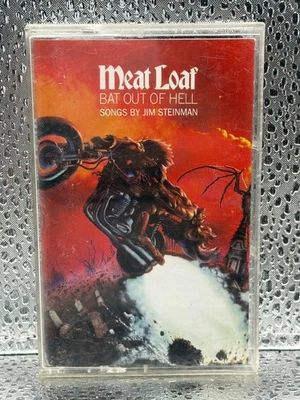 Meat Loaf
BAT OUT OF HELL
SONGS BY JIM STEINMAN